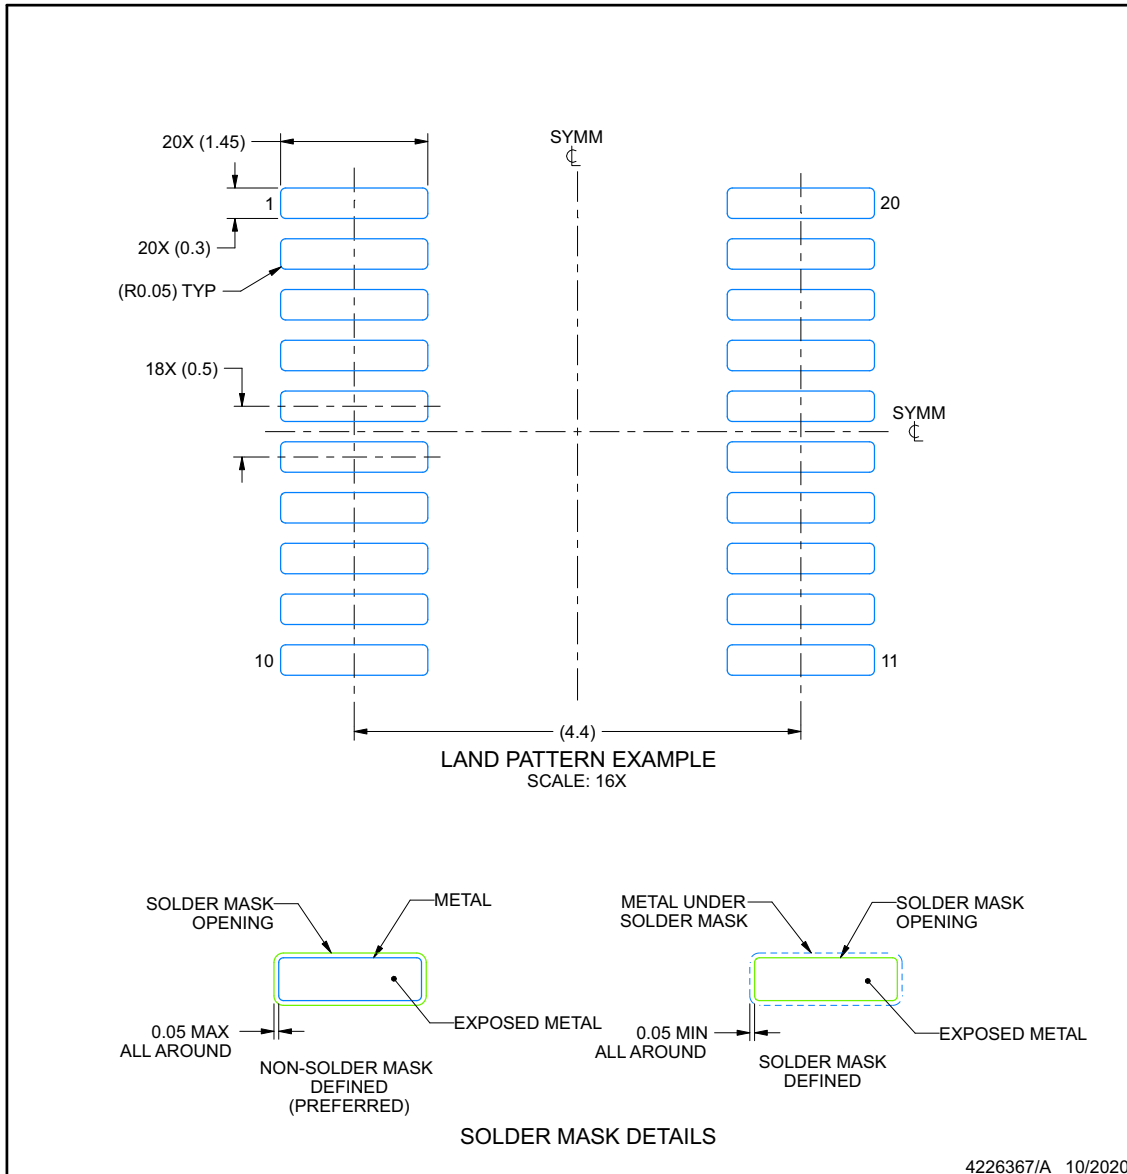 SYMM
20X (1.45)
1
20
20X (0.3)
(R0.05) TYP
18X (0.5)
SYMM
10
11
(4.4)
LAND PATTERN EXAMPLE
SCALE: 16X
SOLDER MASK
OPENING
METAL
METAL UNDER
SOLDER MASK
SOLDER MASK
OPENING
EXPOSED METAL
0.05 MAX
ALL AROUND
NON-SOLDER MASK
DEFINED
(PREFERRED)
EXPOSED METAL
0.05 MIN
ALL AROUND
SOLDER MASK
DEFINED
SOLDER MASK DETAILS
4226367/A 10/2020